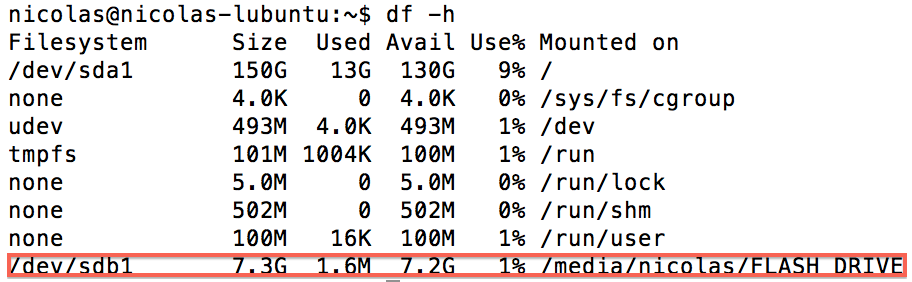 nicolas@nicolas-lubuntu:~$ df -h
Filesystem Size Used Avail Use% Mounted on
/dev/sda1 150G 13G 130G 9% /
none 4.0K 0 4.0K 0% /sys/fs/cgroup
udev 493M 4.0K 493M 1% /dev
tmpfs 101M 1004K 100M 1% /run
none 5.0M 0 5.0M 0% /run/lock
none 502M 0 502M 0% /run/shm
none 100M 16K 100M 1% /run/user
/dev/sdb1 7.3G 1.6M 7.2G 1% /media/nicolas/FLASH DRIVE